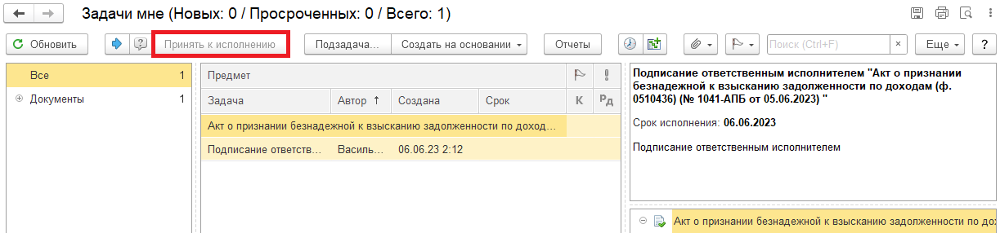 Задачи мне (Новых: 0 / Просроченных: 0 / Всего: 1)
Обновить
Принять к исполнению
Подзадача...
Создать на основании
Отчеты
Поиск (Ctrl+F)
×
Еще
?
Все 1
Документы 1
Предмет
Задача Автор ↑ Создана Срок К Рд
Акт о признании безнадежной к взысканию задолженности по доход...
Подписание ответств... Василь... 06.06.23 2:12
Подписание ответственным исполнителем "Акт о признании
безнадежной к взысканию задолженности по доходам (ф.
0510436) (№ 1041-АПБ от 05.06.2023) "
Срок исполнения: 06.06.2023
Подписание ответственным исполнителем
Акт о признании безнадежной к взысканию задолженности по до